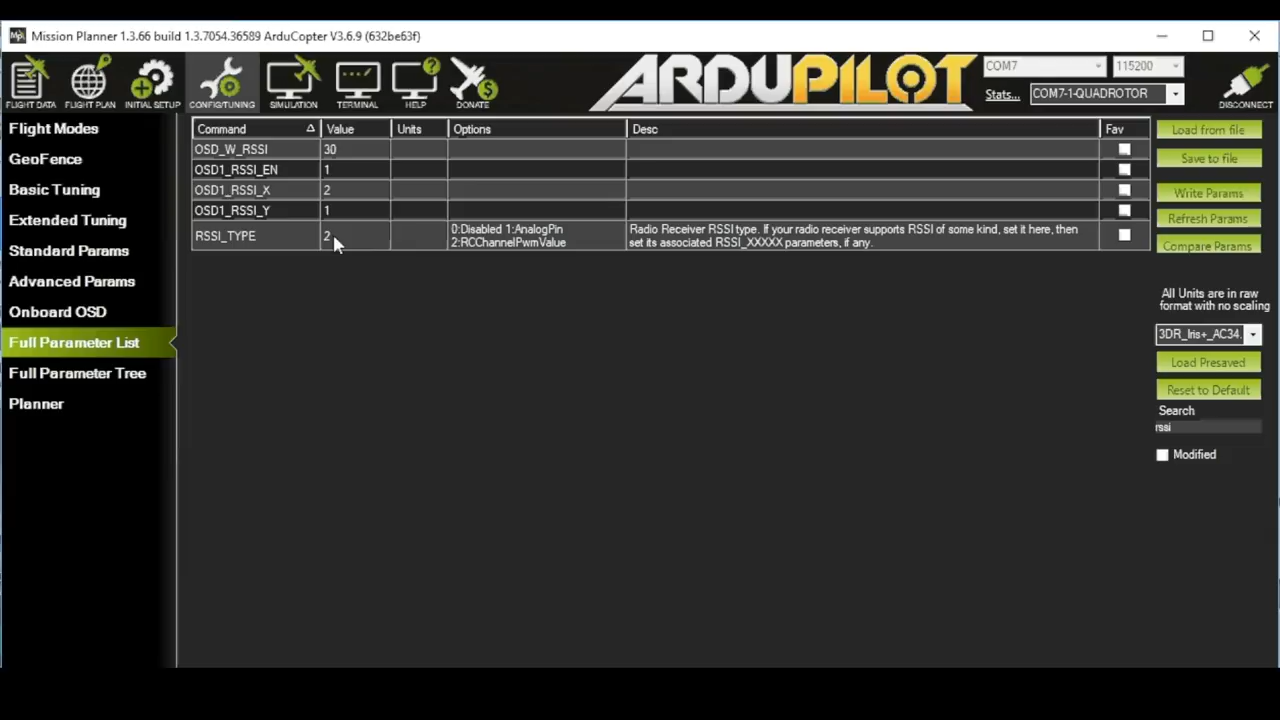 Mission Planner 1.3.66 build 1.3.7054.36589 ArduCopter V3.6.9 (632be63f)
FLIGHT DATA FLIGHT PLAN INITIAL SETUP CONFIG/TUNING SIMULATION TERMINAL HELP DONATE
ARDUPILOT
COM7 115200
Stats... COM7-1-QUADROTOR
DISCONNECT
Flight Modes
GeoFence
Basic Tuning
Extended Tuning
Standard Params
Advanced Params
Onboard OSD
Full Parameter List
Full Parameter Tree
Planner
Command Value Units Options Desc Fav
OSD_W_RSSI 30
OSD1_RSSI_EN 1
OSD1_RSSI_X 2
OSD1_RSSI_Y 1
RSSI_TYPE 2
0:Disabled 1:AnalogPin
2:RCChannelPwmValue
Radio Receiver RSSI type. If your radio receiver supports RSSI of some kind, set it here, then
set its associated RSSI_XXXXX parameters, if any.
Load from file
Save to file
Write Params
Refresh Params
Compare Params
All Units are in raw
format with no scaling
3DR_Iris+_AC34.
Load Presaved
Reset to Default
Search
rssi
Modified